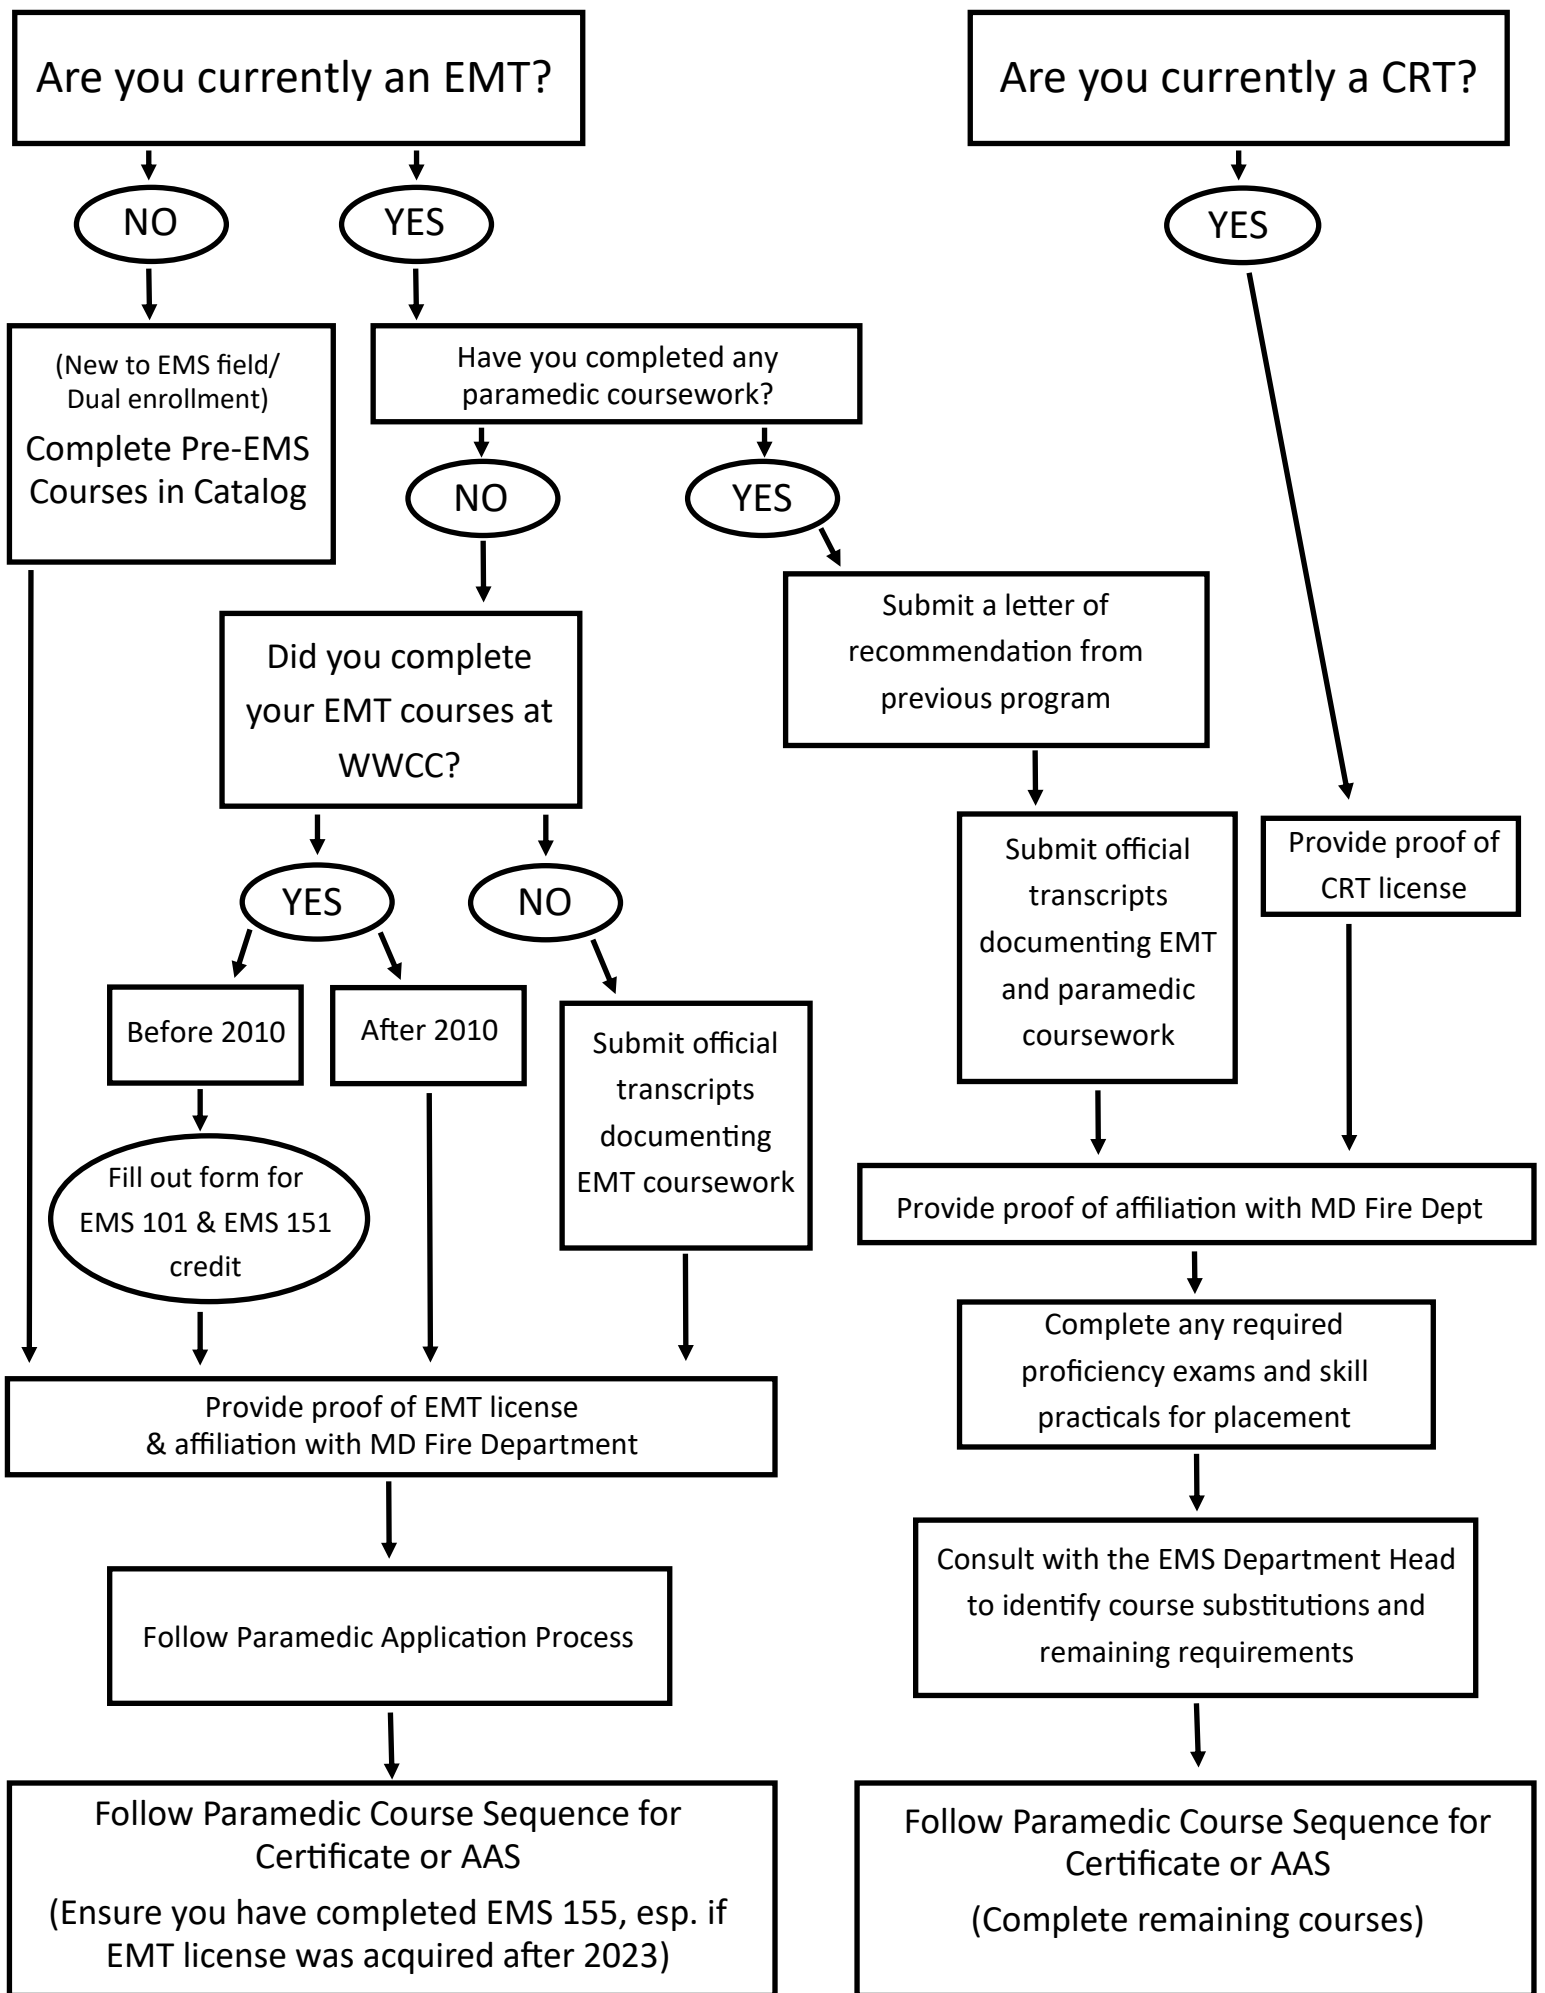 Are you currently an EMT?
Are you currently a CRT?
NO
YES
YES
(New to EMS field/
Dual enrollment)
Complete Pre-EMS
Courses in Catalog
Have you completed any
paramedic coursework?
NO
YES
Did you complete
your EMT courses at
WWCC?
Submit a letter of
recommendation from
previous program
YES
NO
Submit official
transcripts
documenting EMT
and paramedic
coursework
Provide proof of
CRT license
Before 2010
After 2010
Submit official
transcripts
documenting
EMT coursework
Fill out form for
EMS 101 & EMS 151
credit
Provide proof of affiliation with MD Fire Dept
Provide proof of EMT license
& affiliation with MD Fire Department
Complete any required
proficiency exams and skill
practicals for placement
Follow Paramedic Application Process
Consult with the EMS Department Head
to identify course substitutions and
remaining requirements
Follow Paramedic Course Sequence for
Certificate or AAS
(Ensure you have completed EMS 155, esp. if
EMT license was acquired after 2023)
Follow Paramedic Course Sequence for
Certificate or AAS
(Complete remaining courses)